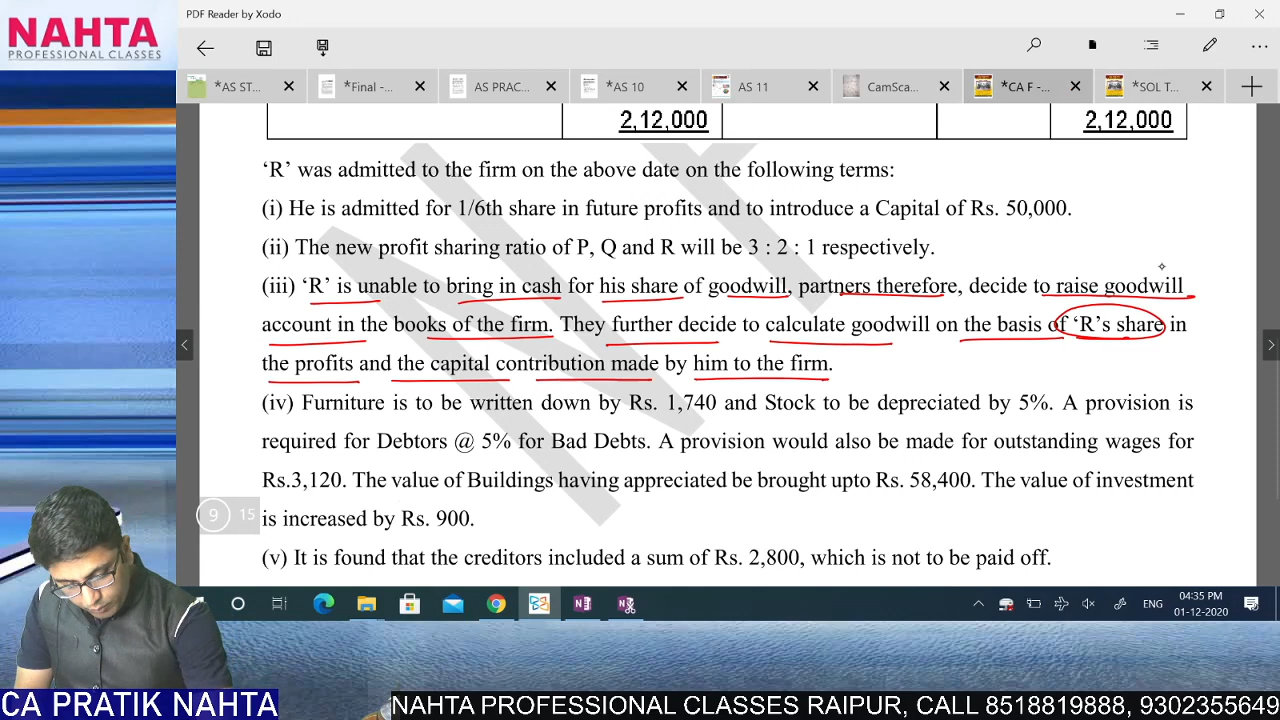 NAHTA
PROFESSIONAL CLASSES
PDF Reader by Xodo
*AS ST...
*Final -...
AS PRAC...
*AS 10
AS 11
CamSca...
*CA F - ...
*SOL T...
2,12,000
2,12,000
‘R’ was admitted to the firm on the above date on the following terms:
(i) He is admitted for 1/6th share in future profits and to introduce a Capital of Rs. 50,000.
(ii) The new profit sharing ratio of P, Q and R will be 3 : 2 : 1 respectively.
(iii) ‘R’ is unable to bring in cash for his share of goodwill, partners therefore, decide to raise goodwill
account in the books of the firm. They further decide to calculate goodwill on the basis of ‘R’s share in
the profits and the capital contribution made by him to the firm.
(iv) Furniture is to be written down by Rs. 1,740 and Stock to be depreciated by 5%. A provision is
required for Debtors @ 5% for Bad Debts. A provision would also be made for outstanding wages for
Rs.3,120. The value of Buildings having appreciated be brought upto Rs. 58,400. The value of investment
is increased by Rs. 900.
(v) It is found that the creditors included a sum of Rs. 2,800, which is not to be paid off.
9 15
ENG
04:35 PM
01-12-2020
CA PRATIK NAHTA
NAHTA PROFESSIONAL CLASSES RAIPUR, CALL 8518819888, 9302355649